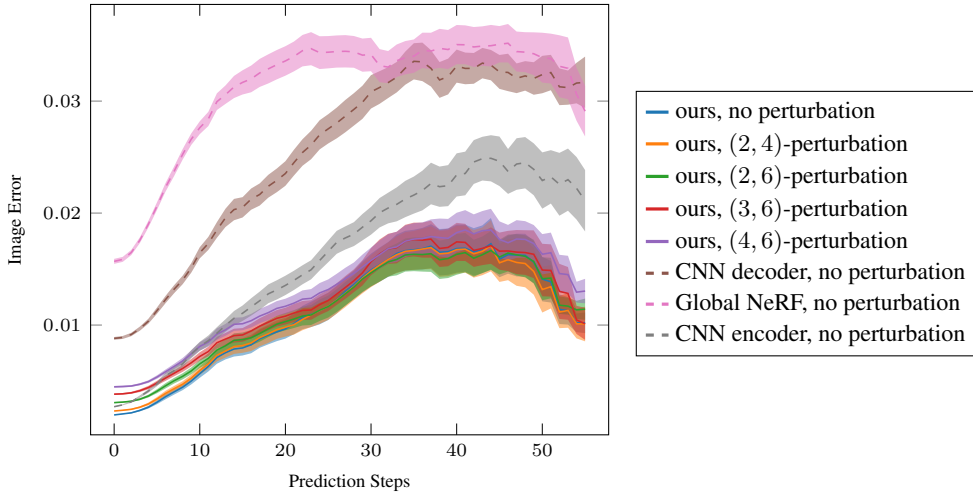 0.03
0.02
0.01
Image Error
0
10
20
30
40
50
Prediction Steps
ours, no perturbation
ours, (2, 4)-perturbation
ours, (2, 6)-perturbation
ours, (3, 6)-perturbation
ours, (4, 6)-perturbation
CNN decoder, no perturbation
Global NeRF, no perturbation
CNN encoder, no perturbation